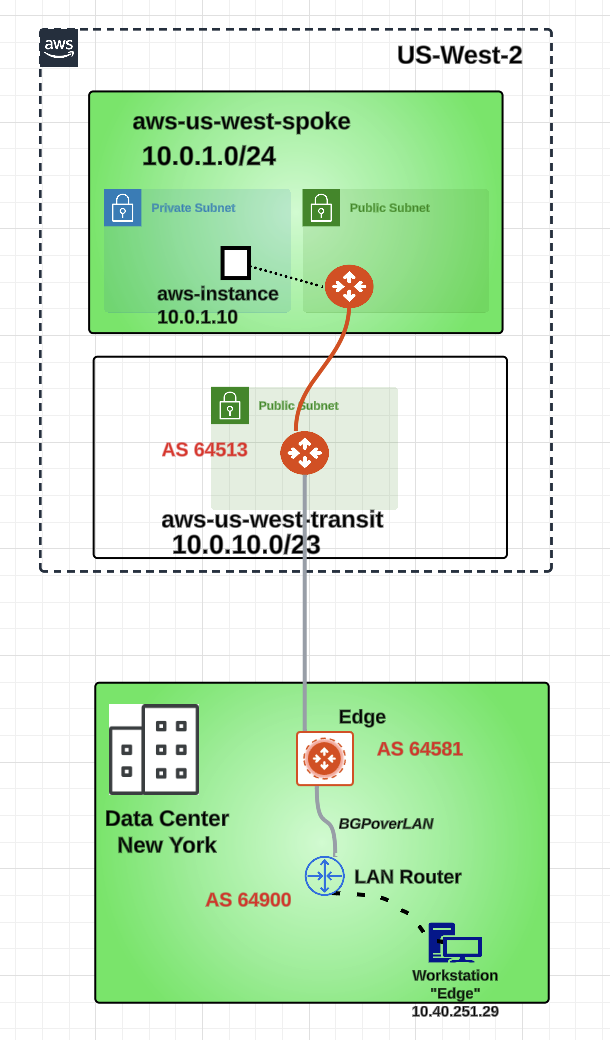 aws
US-West-2
aws-us-west-spoke
10.0.1.0/24
Private Subnet
Public Subnet
aws-instance
10.0.1.10
Public Subnet
AS 64513
aws-us-west-transit
10.0.10.0/23
Edge
AS 64581
Data Center
New York
BGPoverLAN
LAN Router
AS 64900
Workstation
"Edge"
10.40.251.29